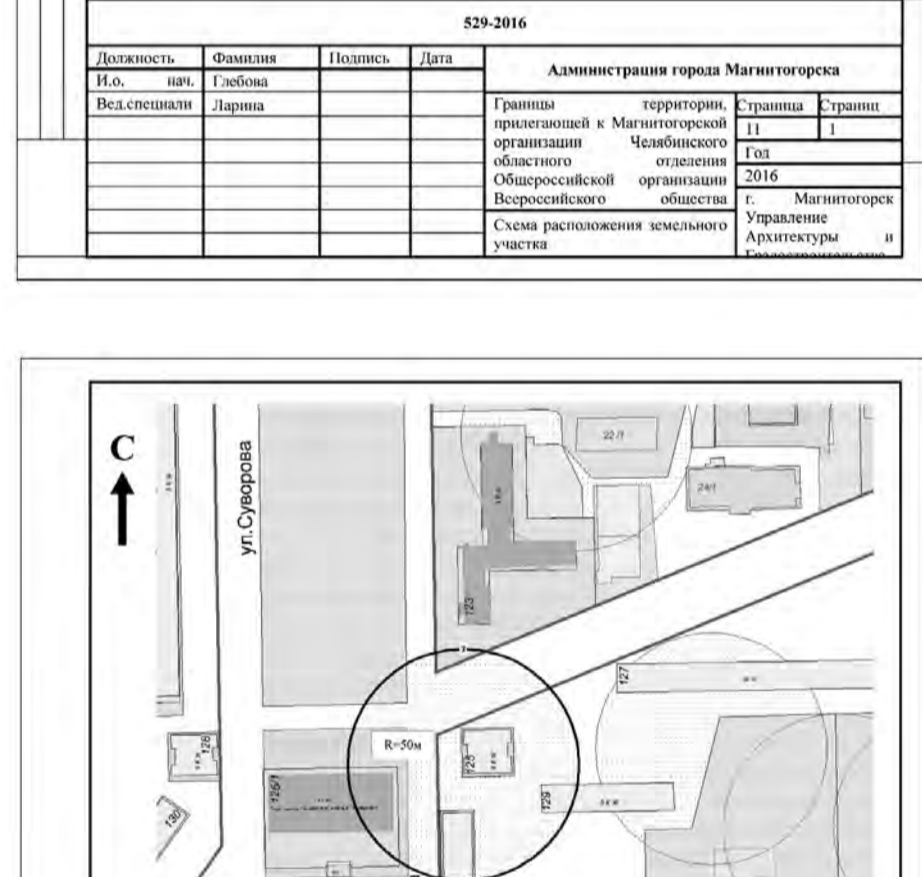 529-2016
Должность Фамилия Подпись Дата
Администрация города Магнитогорска
И.о. нач. Глебова
Вед.специали Ларина
Границы территории,
прилегающей к Магнитогорской
организации Челябинского
областного отделения
Общероссийской организации
Всероссийского общества
Страница Страниц
11 1
Год
2016
г. Магнитогорск
Управление
Архитектуры и
Схема расположения земельного
участка
С
ул.Суворова
22/1
24/1
123
127
R=50м
128
125
126/1
129
130